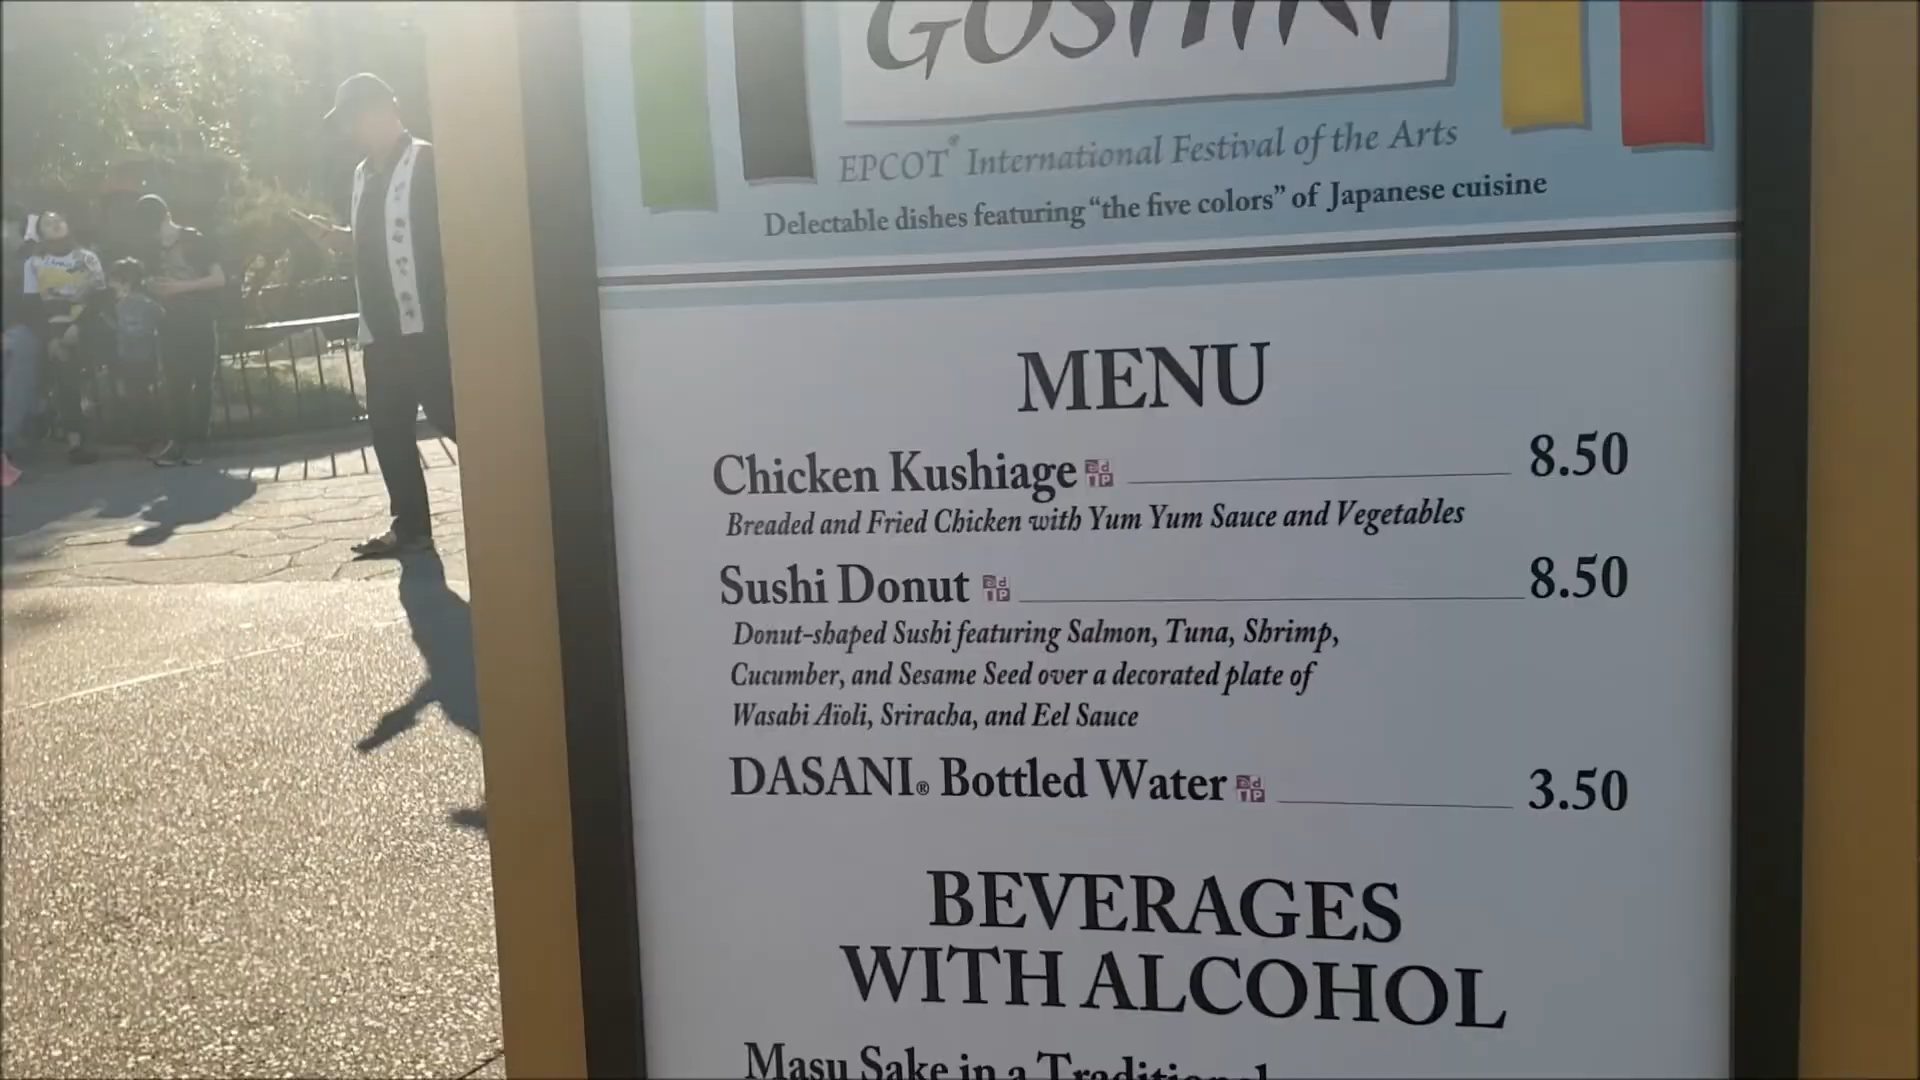 GOSHIKI
EPCOT® International Festival of the Arts
Delectable dishes featuring “the five colors” of Japanese cuisine
MENU
Chicken Kushiage 8.50
Breaded and Fried Chicken with Yum Yum Sauce and Vegetables
Sushi Donut 8.50
Donut-shaped Sushi featuring Salmon, Tuna, Shrimp,
Cucumber, and Sesame Seed over a decorated plate of
Wasabi Aïoli, Sriracha, and Eel Sauce
DASANI® Bottled Water 3.50
BEVERAGES
WITH ALCOHOL
Masu Sake in a Traditional